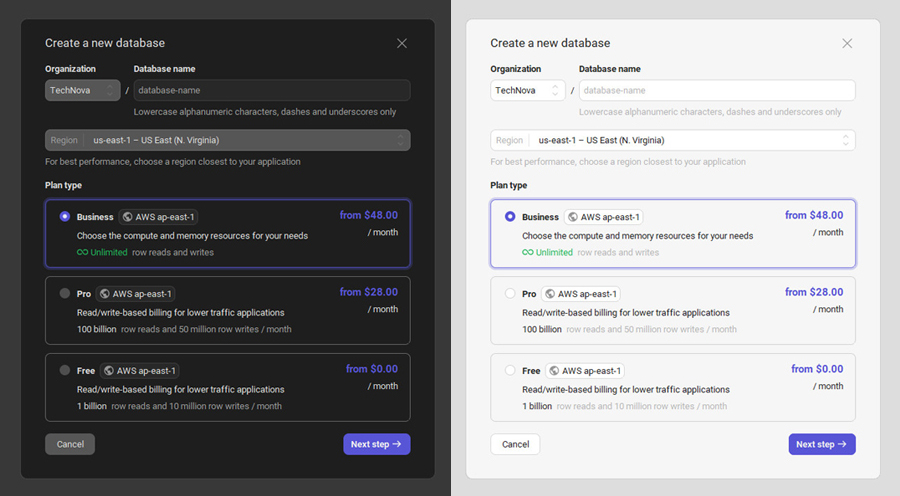 Create a new database
Organization
Database name
TechNova
/
database-name
Lowercase alphanumeric characters, dashes and underscores only
Region
us-east-1 – US East (N. Virginia)
For best performance, choose a region closest to your application
Plan type
Business
AWS ap-east-1
from $48.00
Choose the compute and memory resources for your needs
/ month
Unlimited row reads and writes
Pro
AWS ap-east-1
from $28.00
Read/write-based billing for lower traffic applications
/ month
100 billion row reads and 50 million row writes / month
Free
AWS ap-east-1
from $0.00
Read/write-based billing for lower traffic applications
/ month
1 billion row reads and 10 million row writes / month
Cancel
Next step
Create a new database
Organization
Database name
TechNova
/
database-name
Lowercase alphanumeric characters, dashes and underscores only
Region
us-east-1 – US East (N. Virginia)
For best performance, choose a region closest to your application
Plan type
Business
AWS ap-east-1
from $48.00
Choose the compute and memory resources for your needs
/ month
Unlimited row reads and writes
Pro
AWS ap-east-1
from $28.00
Read/write-based billing for lower traffic applications
/ month
100 billion row reads and 50 million row writes / month
Free
AWS ap-east-1
from $0.00
Read/write-based billing for lower traffic applications
/ month
1 billion row reads and 10 million row writes / month
Cancel
Next step